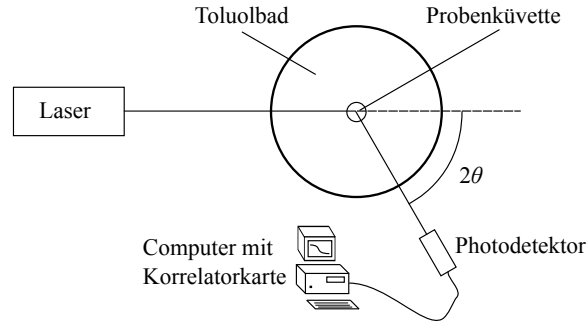 Toluolbad
Probenküvette
Laser
2θ
Photodetektor
Computer mit
Korrelatorkarte